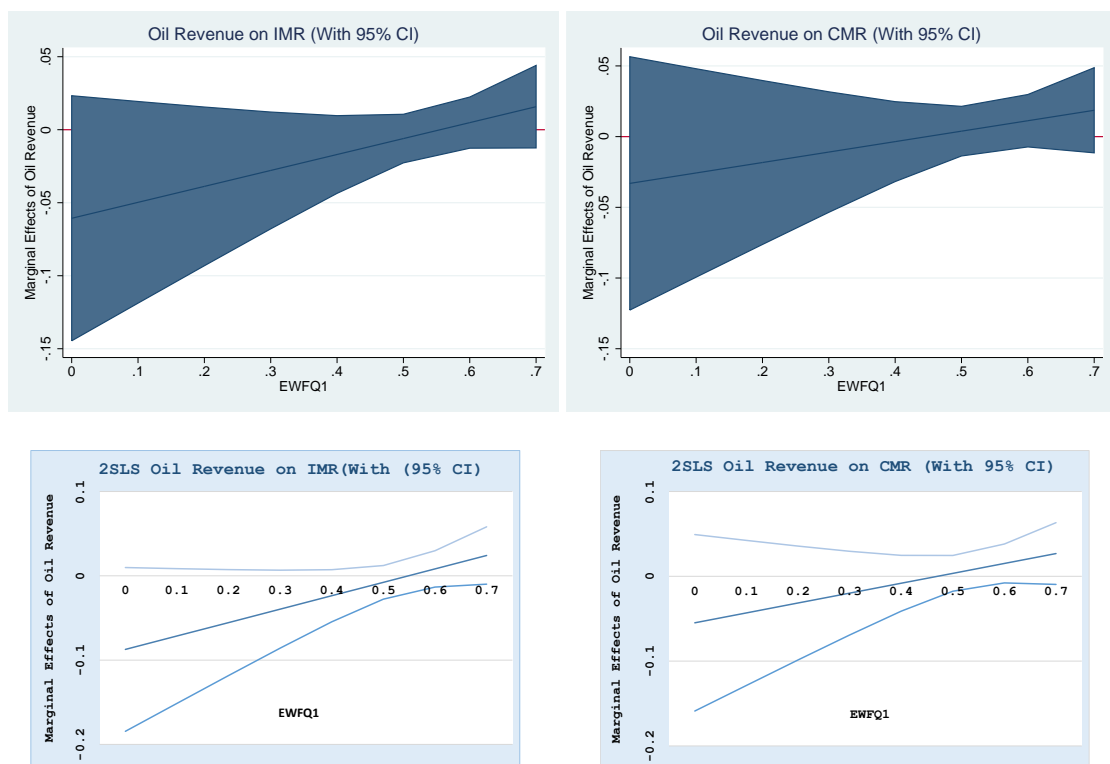 Oil Revenue on IMR (With 95% CI)
Marginal Effects of Oil Revenue
.05
0
-.05
-.1
-.15
0 .1 .2 .3 .4 .5 .6 .7
EWFQ1
Oil Revenue on CMR (With 95% CI)
Marginal Effects of Oil Revenue
.05
0
-.05
-.1
-.15
0 .1 .2 .3 .4 .5 .6 .7
EWFQ1
2SLS Oil Revenue on IMR(With (95% CI)
Marginal Effects of Oil Revenue
0.1
0
-0.1
-0.2
0 0.1 0.2 0.3 0.4 0.5 0.6 0.7
EWFQ1
2SLS Oil Revenue on CMR (With 95% CI)
Marginal Effects of Oil Revenue
0.1
0
-0.1
-0.2
0 0.1 0.2 0.3 0.4 0.5 0.6 0.7
EWFQ1